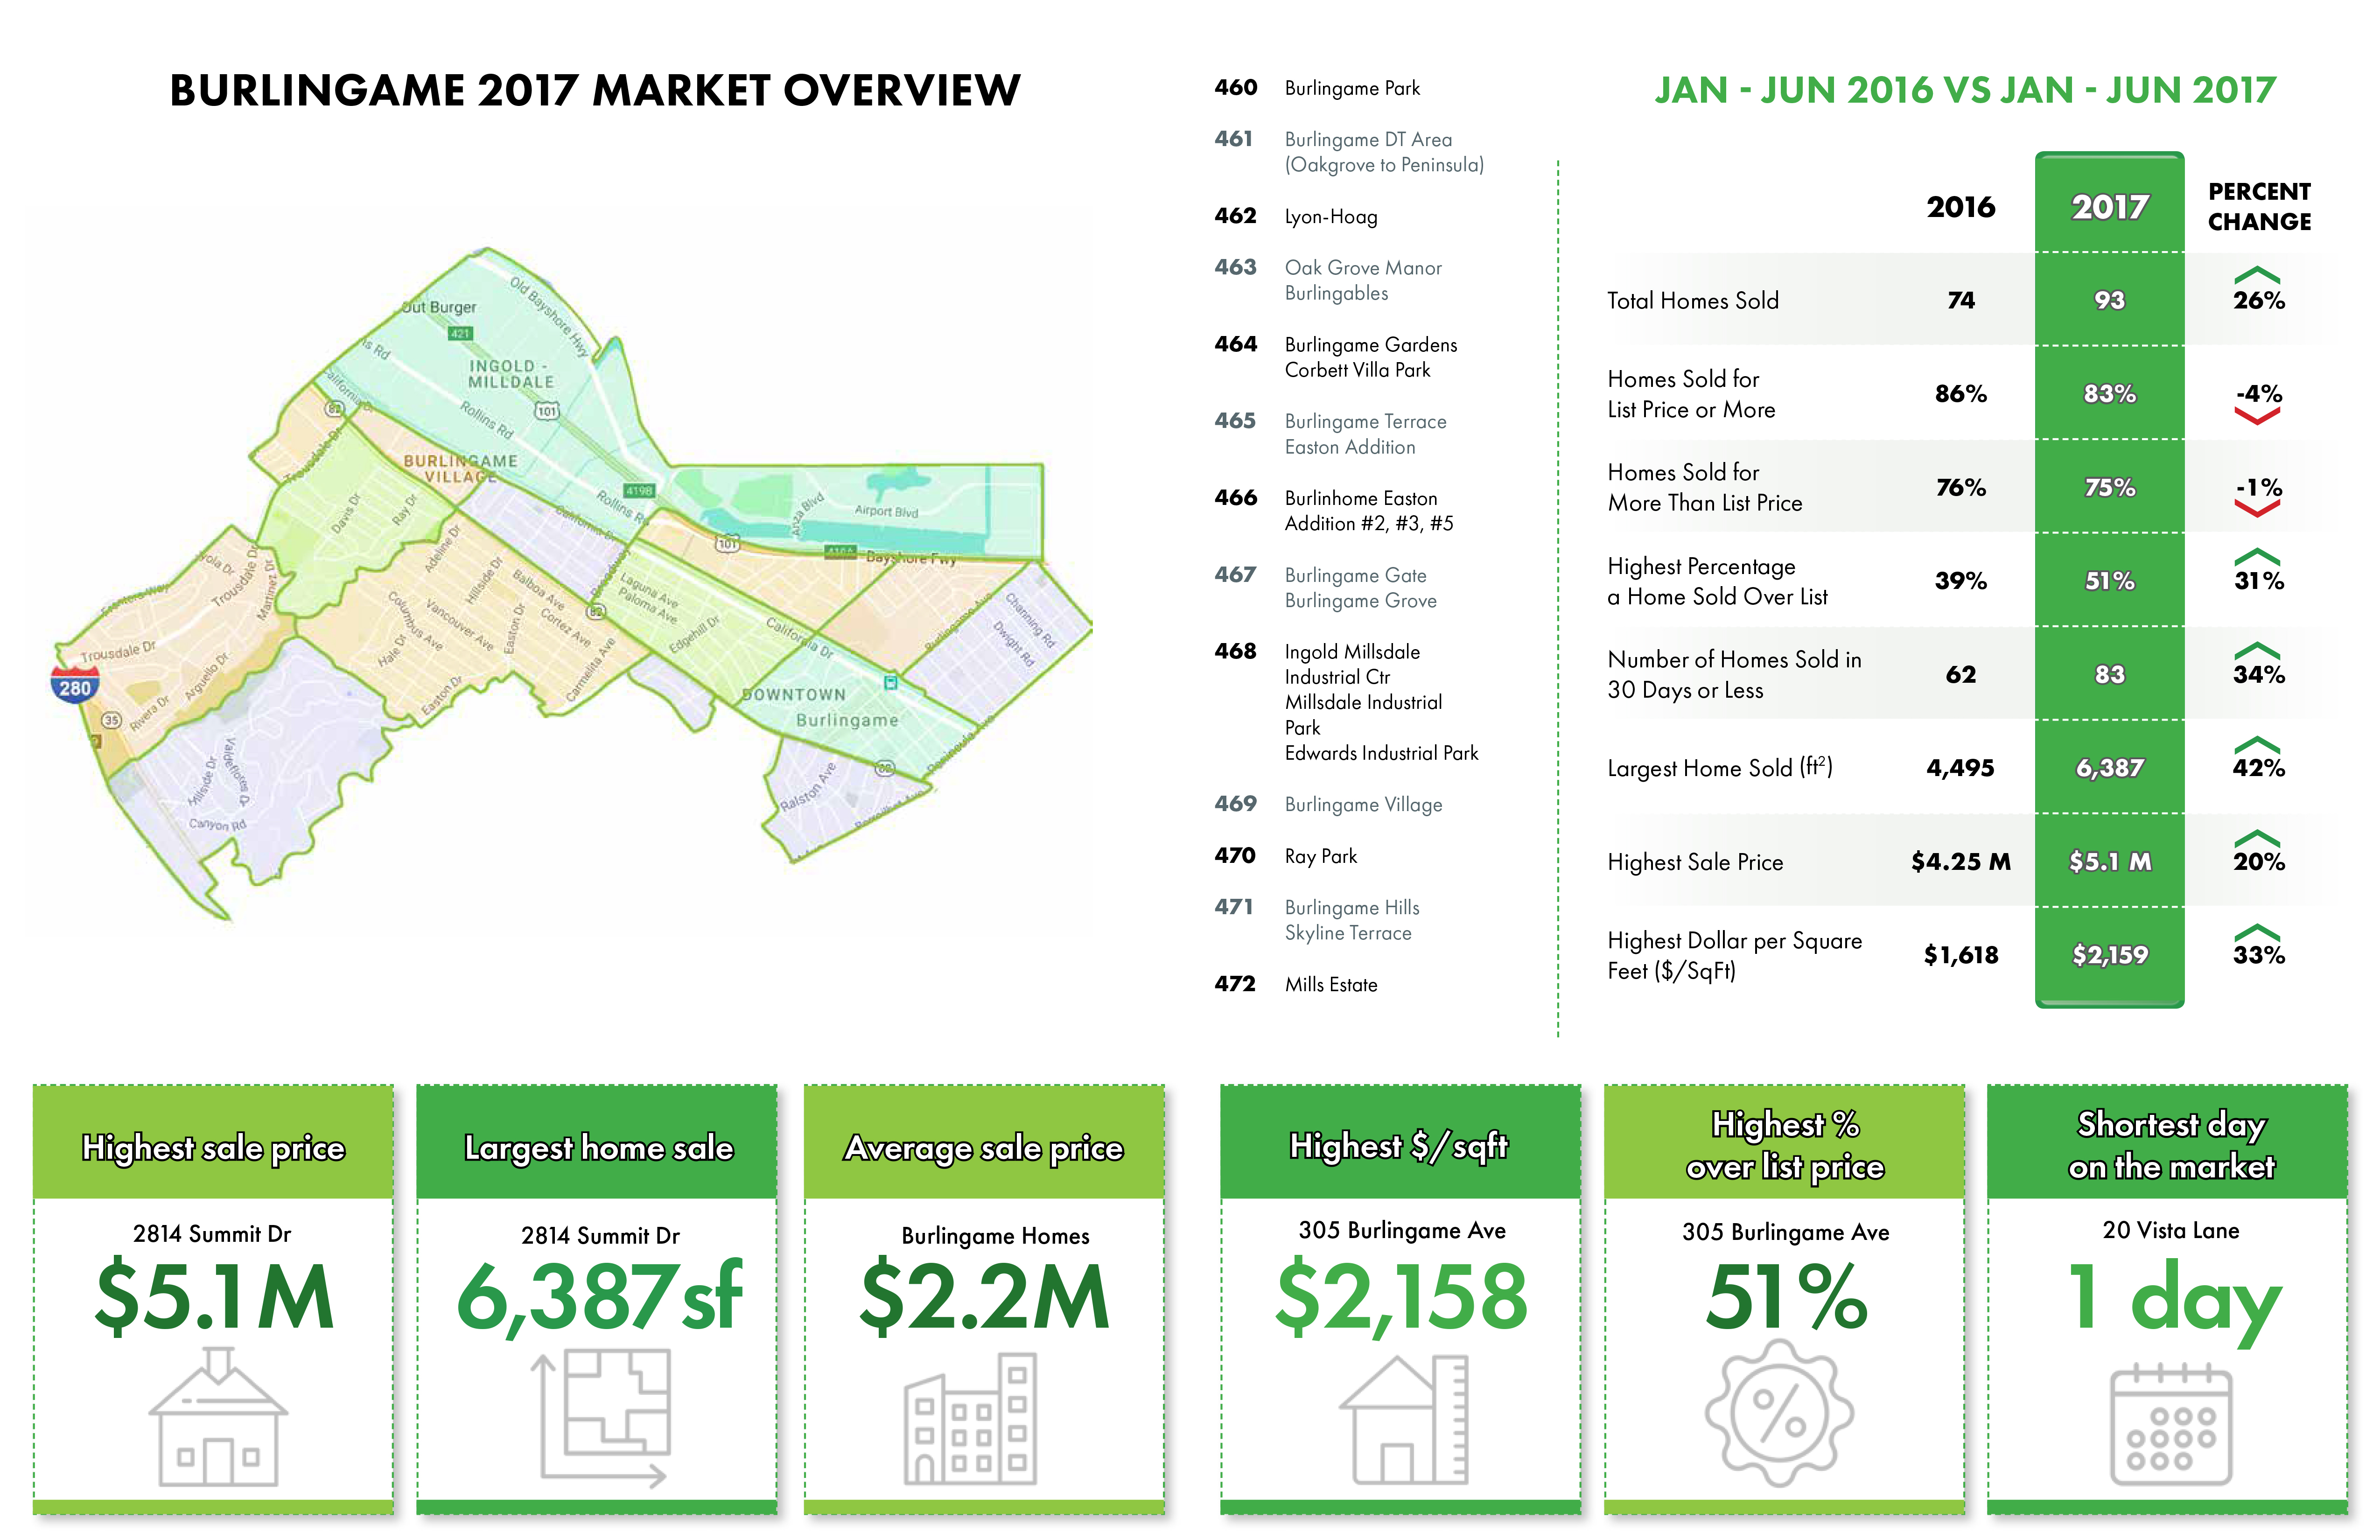 BURLINGAME 2017 MARKET OVERVIEW
Out Burger
Old Bayshore Hwy
421
INGOLD -
MILLDALE
101
Rollins Rd
California Dr
82
Trousdale Dr
BURLINGAME
VILLAGE
Davis Dr
Ray Dr
4198
Rollins Rd
California Dr
Anza Blvd
Airport Blvd
101
Bayshore Fwy
Adeline Dr
Hillside Dr
Balboa Ave
Cortez Ave
Columbus Ave
Vancouver Ave
Easton Dr
Hale Dr
Carmelita Ave
Easton Dr
Broadway
82
Laguna Ave
Paloma Ave
Edgehill Dr
California Dr
Burlingame Ave
Channing Rd
Dwight Rd
Trousdale Dr
Martinez Dr
Trousdale Dr
280
35
Rivera Dr
Arguello Dr
Canyon Rd
DOWNTOWN
Burlingame
Peninsula Ave
Ralston Ave
460 Burlingame Park
461 Burlingame DT Area
(Oakgrove to Peninsula)
462 Lyon-Hoag
463 Oak Grove Manor
Burlingables
464 Burlingame Gardens
Corbett Villa Park
465 Burlingame Terrace
Easton Addition
466 Burlinhome Easton
Addition #2, #3, #5
467 Burlingame Gate
Burlingame Grove
468 Ingold Millsdale
Industrial Ctr
Millsdale Industrial
Park
Edwards Industrial Park
469 Burlingame Village
470 Ray Park
471 Burlingame Hills
Skyline Terrace
472 Mills Estate
JAN - JUN 2016 VS JAN - JUN 2017
2016 2017 PERCENT
CHANGE
Total Homes Sold 74 93 26%
Homes Sold for
List Price or More 86% 83% -4%
Homes Sold for
More Than List Price 76% 75% -1%
Highest Percentage
a Home Sold Over List 39% 51% 31%
Number of Homes Sold in
30 Days or Less 62 83 34%
Largest Home Sold (ft²) 4,495 6,387 42%
Highest Sale Price $4.25 M $5.1 M 20%
Highest Dollar per Square
Feet ($/SqFt) $1,618 $2,159 33%
Highest sale price
2814 Summit Dr
$5.1M
Largest home sale
2814 Summit Dr
6,387sf
Average sale price
Burlingame Homes
$2.2M
Highest $/sqft
305 Burlingame Ave
$2,158
Highest %
over list price
305 Burlingame Ave
51%
Shortest day
on the market
20 Vista Lane
1 day